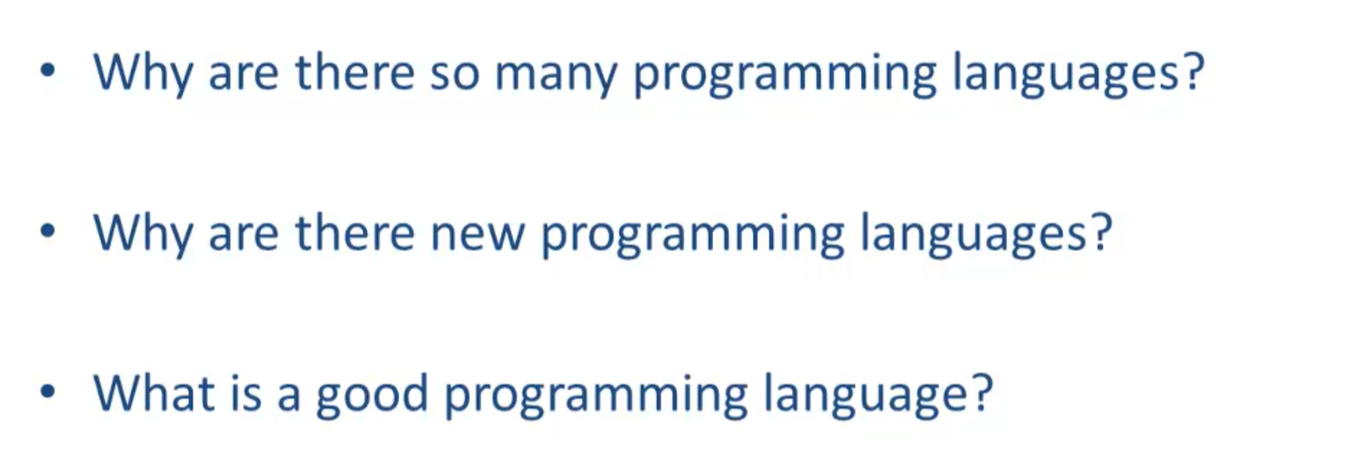 • Why are there so many programming languages?
• Why are there new programming languages?
• What is a good programming language?